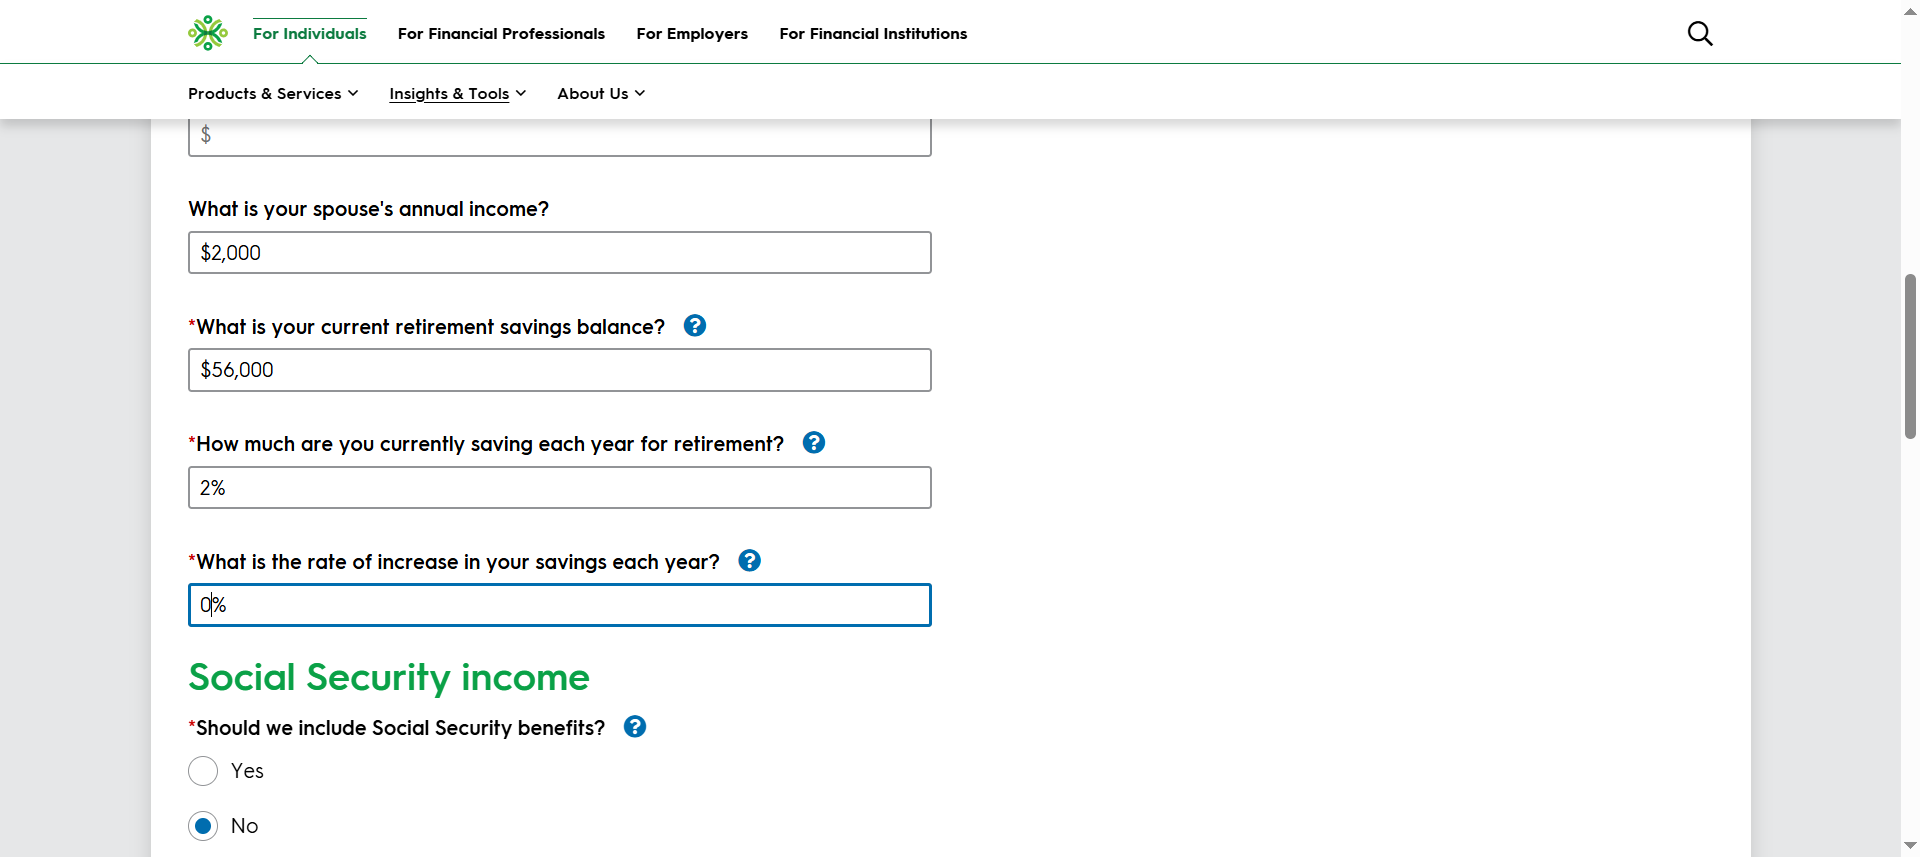 For Individuals For Financial Professionals For Employers For Financial Institutions
Products & Services Insights & Tools About Us
$
What is your spouse's annual income?
$2,000
*What is your current retirement savings balance? ?
$56,000
*How much are you currently saving each year for retirement? ?
2%
*What is the rate of increase in your savings each year? ?
0%
Social Security income
*Should we include Social Security benefits? ?
Yes
No